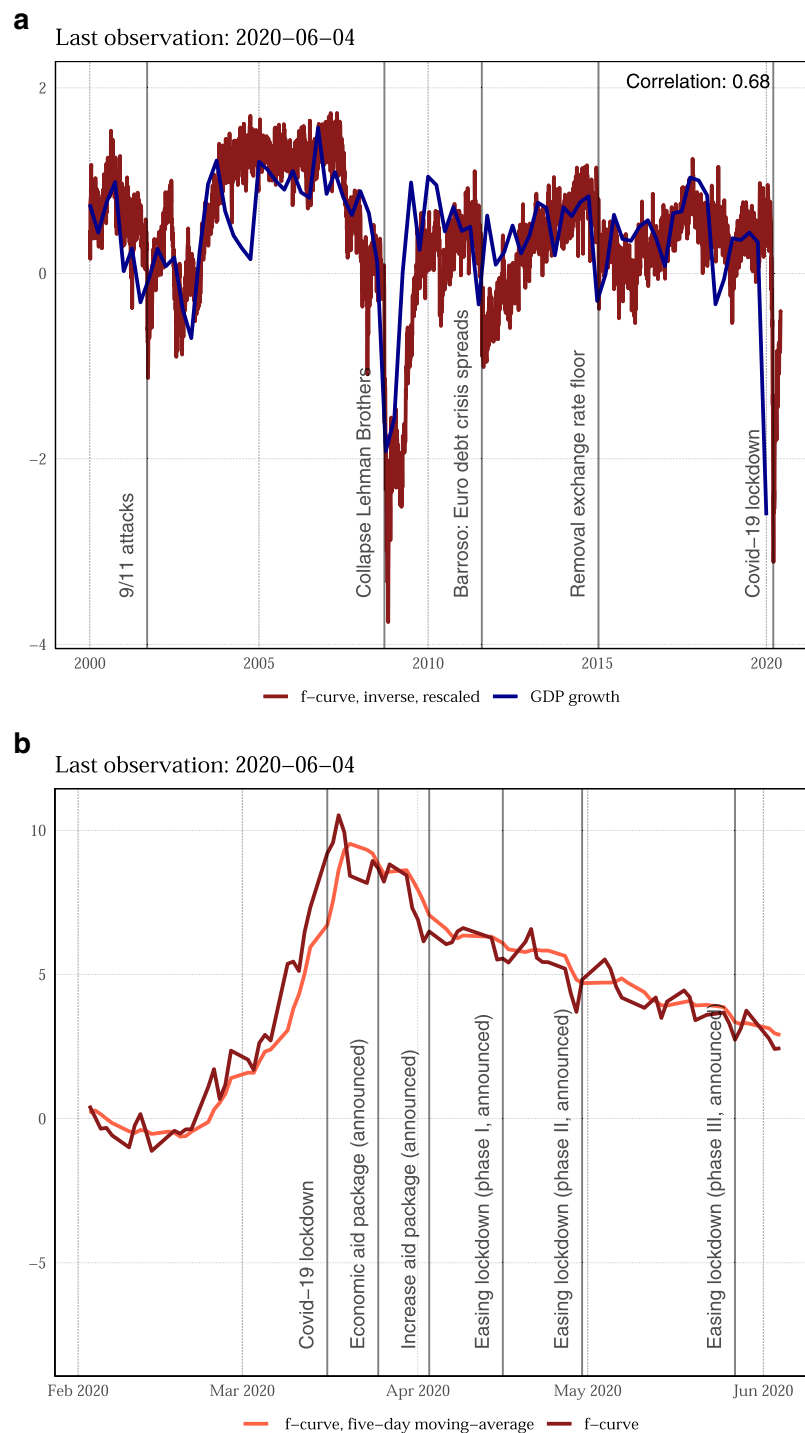 a
Last observation: 2020−06−04
Correlation: 0.68
2
0
−2
−4
9/11 attacks
Collapse Lehman Brothers
Barroso: Euro debt crisis spreads
Removal exchange rate floor
Covid−19 lockdown
2000 2005 2010 2015 2020
f−curve, inverse, rescaled GDP growth
b
Last observation: 2020−06−04
10
5
0
−5
Covid−19 lockdown
Economic aid package (announced)
Increase aid package (announced)
Easing lockdown (phase I, announced)
Easing lockdown (phase II, announced)
Easing lockdown (phase III, announced)
Feb 2020 Mar 2020 Apr 2020 May 2020 Jun 2020
f−curve, five−day moving−average f−curve